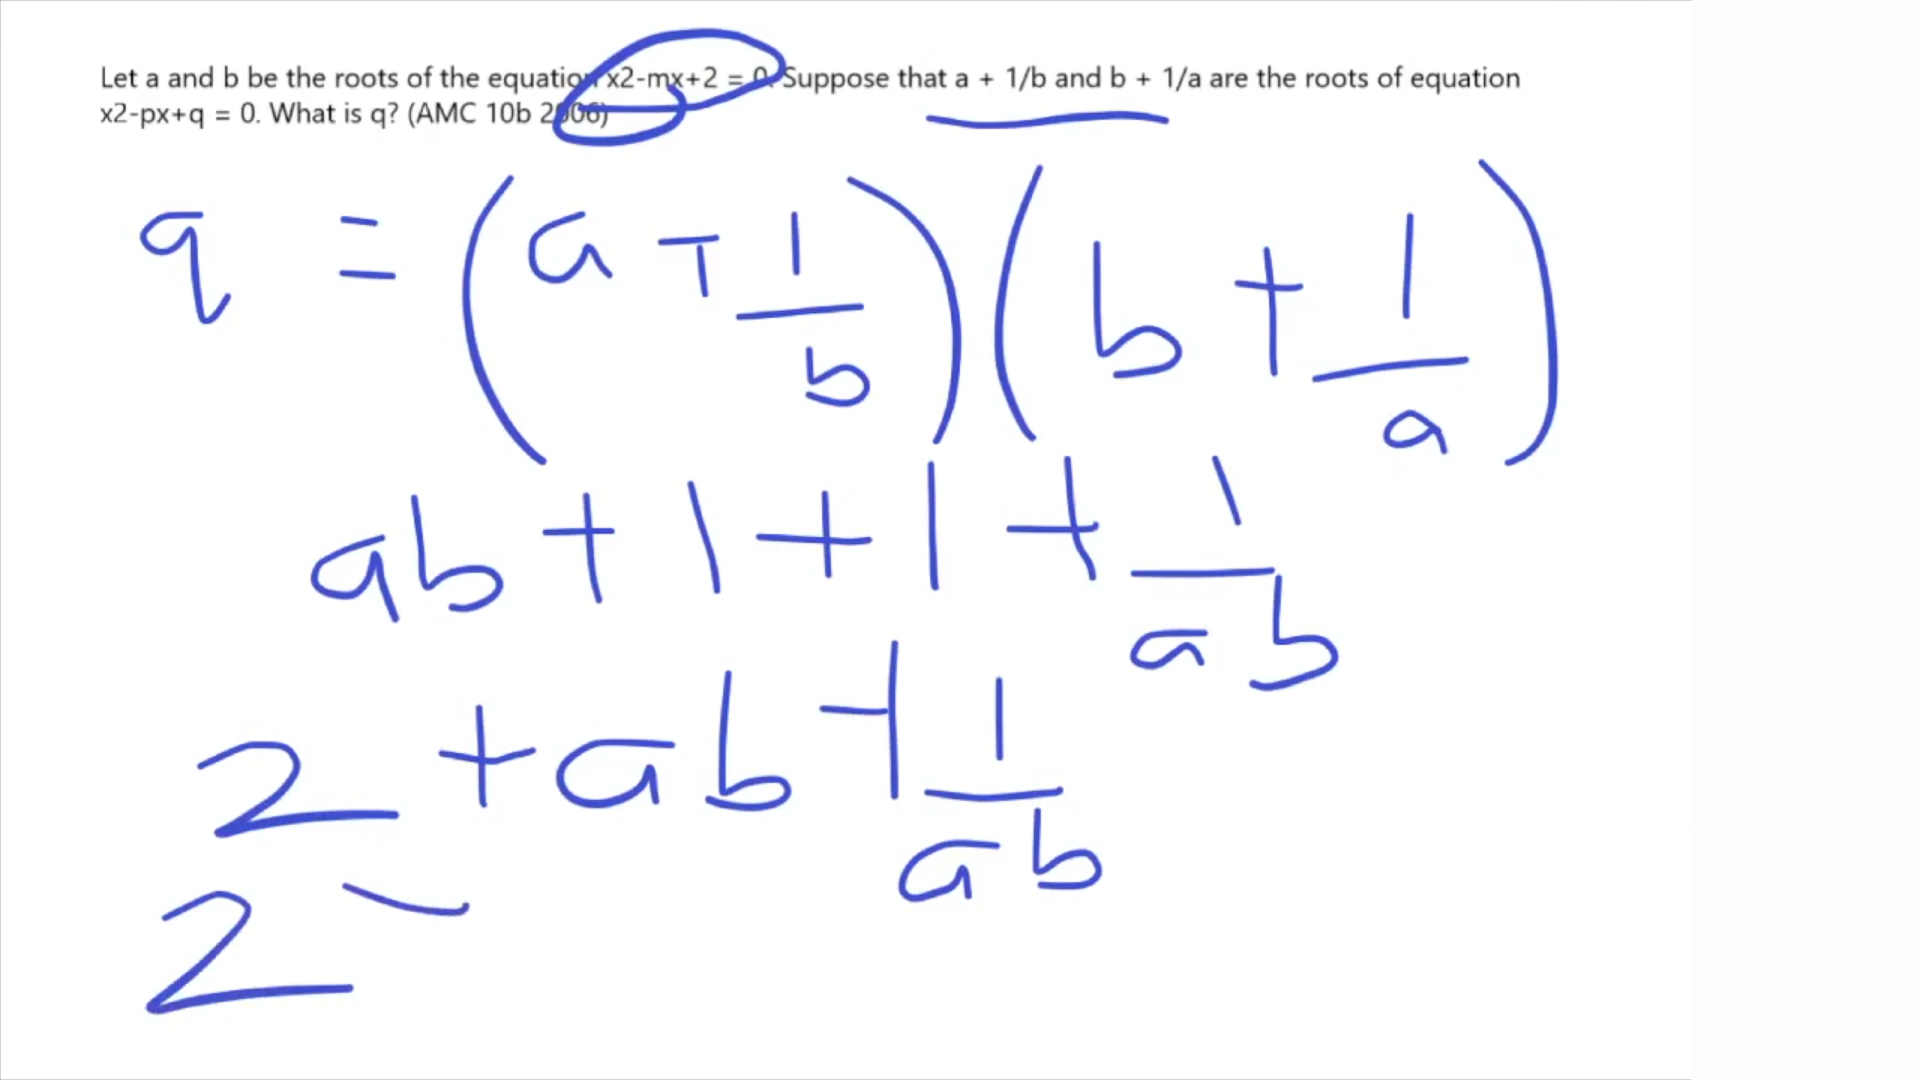 Let a and b be the roots of the equation x2-mx+2 = 0. Suppose that a + 1/b and b + 1/a are the roots of equation
x2-px+q = 0. What is q? (AMC 10b 2006)
q = (a + 1/b)(b + 1/a)
ab + 1 + 1 + 1/ab
2 + ab + 1/ab
2